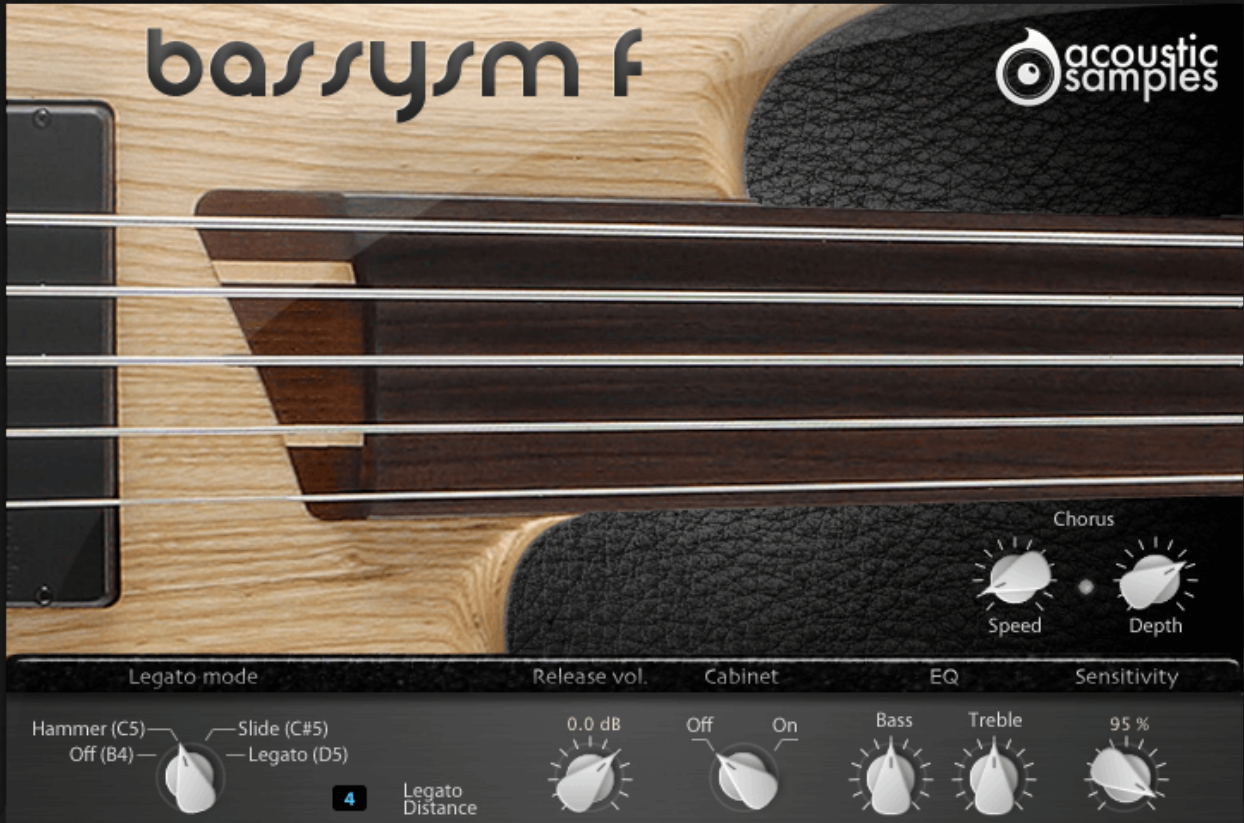 bassysm f
acoustic
samples
Chorus
Speed
Depth
Legato mode
Release vol.
Cabinet
EQ
Sensitivity
Hammer (C5)
Slide (C#5)
Off (B4)
Legato (D5)
4
Legato
Distance
0.0 dB
Off
On
Bass
Treble
95 %